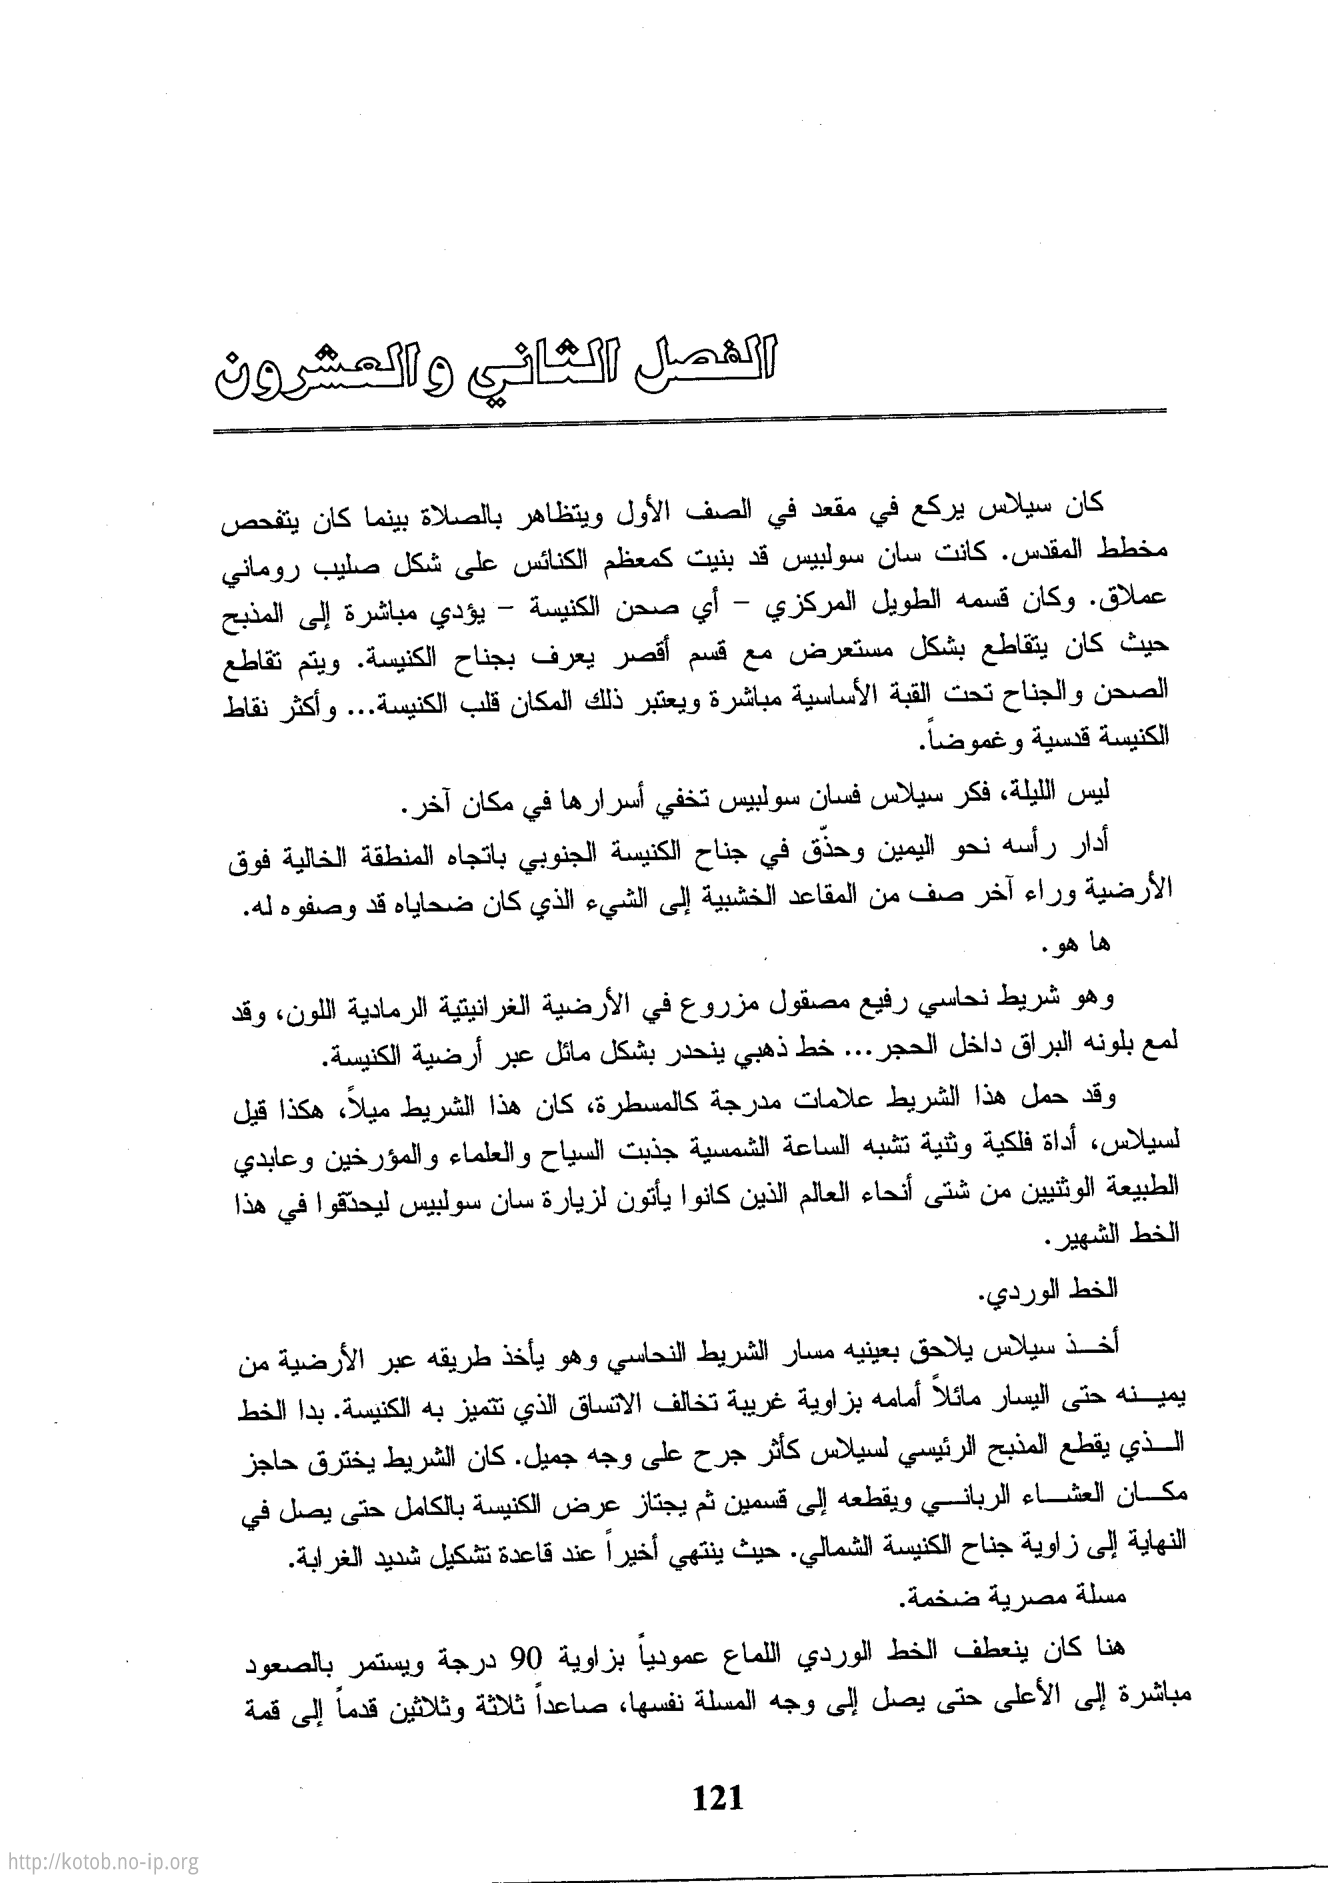 الفصل الثاني والعشرون
كان سيلاس يركع في مقعد في الصف الأول ويتظاهر بالصلاة بينما كان يتفحص
مخطط المقدس. كانت سان سولبيس قد بنيت كمعظم الكنائس على شكل صليب روماني
عملاق. وكان قسمه الطويل المركزي – أي صحن الكنيسة – يؤدي مباشرة إلى المذبح
حيث كان يتقاطع بشكل مستعرض مع قسم أقصر يعرف بجناح الكنيسة. ويتم تقاطع
الصحن والجناح تحت القبة الأساسية مباشرة ويعتبر ذلك المكان قلب الكنيسة... وأكثر نقاط
الكنيسة قدسية وغموضاً.
ليس الليلة، فكر سيلاس فسان سولبيس تخفي أسرارها في مكان آخر.
أدار رأسه نحو اليمين وحذّق في جناح الكنيسة الجنوبي باتجاه المنطقة الخالية فوق
الأرضية وراء آخر صف من المقاعد الخشبية إلى الشيء الذي كان ضحاياه قد وصفوه له.
ها هو.
وهو شريط نحاسي رفيع مصقول مزروع في الأرضية الغرانيتية الرمادية اللون، وقد
لمع بلونه البراق داخل الحجر... خط ذهبي ينحدر بشكل مائل عبر أرضية الكنيسة.
وقد حمل هذا الشريط علامات مدرجة كالمسطرة، كان هذا الشريط ميلاً، هكذا قيل
لسيلاس، أداة فلكية وثنية تشبه الساعة الشمسية جذبت السياح والعلماء والمؤرخين وعابدي
الطبيعة الوثنيين من شتى أنحاء العالم الذين كانوا يأتون لزيارة سان سولبيس ليحدّقوا في هذا
الخط الشهير.
الخط الوردي.
أخــذ سيلاس يلاحق بعينيه مسار الشريط النحاسي وهو يأخذ طريقه عبر الأرضية من
يميــنه حتى اليسار مائلاً أمامه بزاوية غريبة تخالف الاتساق الذي تتميز به الكنيسة. بدا الخط
الــذي يقطع المذبح الرئيسي لسيلاس كأثر جرح على وجه جميل. كان الشريط يخترق حاجز
مكــان العشــاء الربانــي ويقطعه إلى قسمين ثم يجتاز عرض الكنيسة بالكامل حتى يصل في
النهاية إلى زاوية جناح الكنيسة الشمالي. حيث ينتهي أخيراً عند قاعدة تشكيل شديد الغرابة.
مسلة مصرية ضخمة.
هنا كان ينعطف الخط الوردي اللماع عمودياً بزاوية 90 درجة ويستمر بالصعود
مباشرة إلى الأعلى حتى يصل إلى وجه المسلة نفسها، صاعداً ثلاثة وثلاثين قدماً إلى قمة
121
http://kotob.no-ip.org